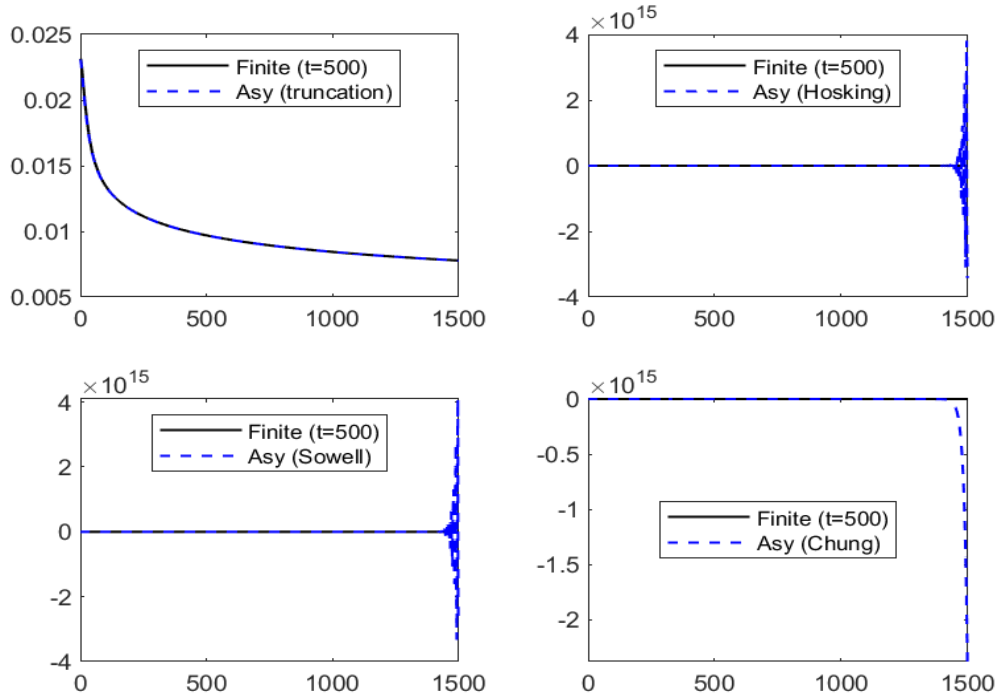 0.025
0.02
0.015
0.01
0.005
0 500 1000 1500
Finite (t=500)
Asy (truncation)
×10^15
4
2
0
-2
-4
0 500 1000 1500
Finite (t=500)
Asy (Hosking)
×10^15
4
2
0
-2
-4
0 500 1000 1500
Finite (t=500)
Asy (Sowell)
×10^15
0
-0.5
-1
-1.5
-2
0 500 1000 1500
Finite (t=500)
Asy (Chung)